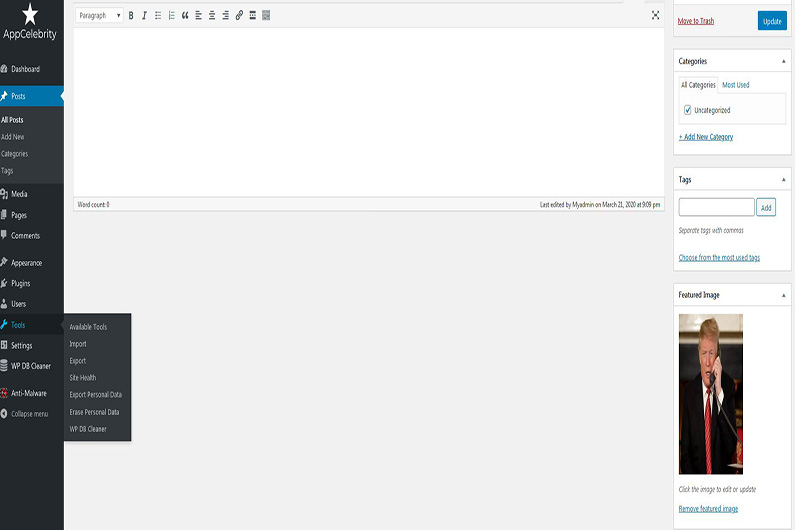 AppCelebrity
Dashboard
Posts
All Posts
Add New
Categories
Tags
Media
Pages
Comments
Appearance
Plugins
Users
Tools
Settings
WP DB Cleaner
Anti-Malware
Collapse menu
Available Tools
Import
Export
Site Health
Export Personal Data
Erase Personal Data
WP DB Cleaner
Paragraph
B I
Word count: 0
Last edited by Myadmin on March 21, 2020 at 9:09 pm
Move to Trash
Update
Categories
All Categories
Most Used
Uncategorized
+ Add New Category
Tags
Add
Separate tags with commas
Choose from the most used tags
Featured Image
Click the image to edit or update
Remove featured image